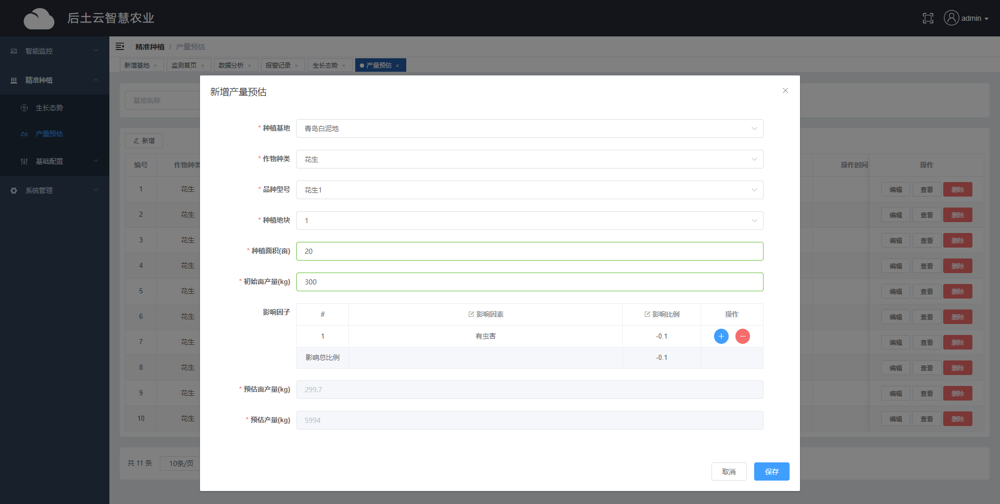 后土云智慧农业
admin
智能监控
精准种植
生长态势
产量预估
基础配置
系统管理
精准种植 / 产量预估
新增基地 × 监测首页 × 数据分析 × 报警记录 × 生长态势 × 产量预估 ×
基地名称
新增
编号 作物种类 操作时间 操作
1 花生 编辑 查看 删除
2 花生 编辑 查看 删除
3 花生 编辑 查看 删除
4 花生 编辑 查看 删除
5 花生 编辑 查看 删除
6 花生 编辑 查看 删除
7 花生 编辑 查看 删除
8 花生 编辑 查看 删除
9 花生 编辑 查看 删除
10 花生 编辑 查看 删除
共 11 条 10条/页
新增产量预估
* 种植基地 青岛白泥地
* 作物种类 花生
* 品种型号 花生1
* 种植地块 1
* 种植面积(亩) 20
* 初始亩产量(kg) 300
影响因子 # 影响因素 影响比例 操作
1 有虫害 -0.1
影响总比例 -0.1
* 预估亩产量(kg) 299.7
* 预估产量(kg) 5994
取消 保存